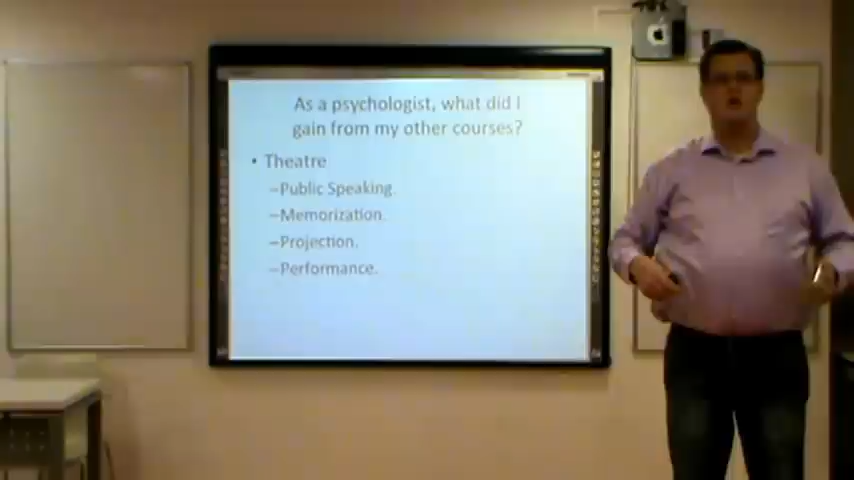 As a psychologist, what did I
gain from my other courses?
• Theatre
–Public Speaking.
–Memorization.
–Projection.
–Performance.